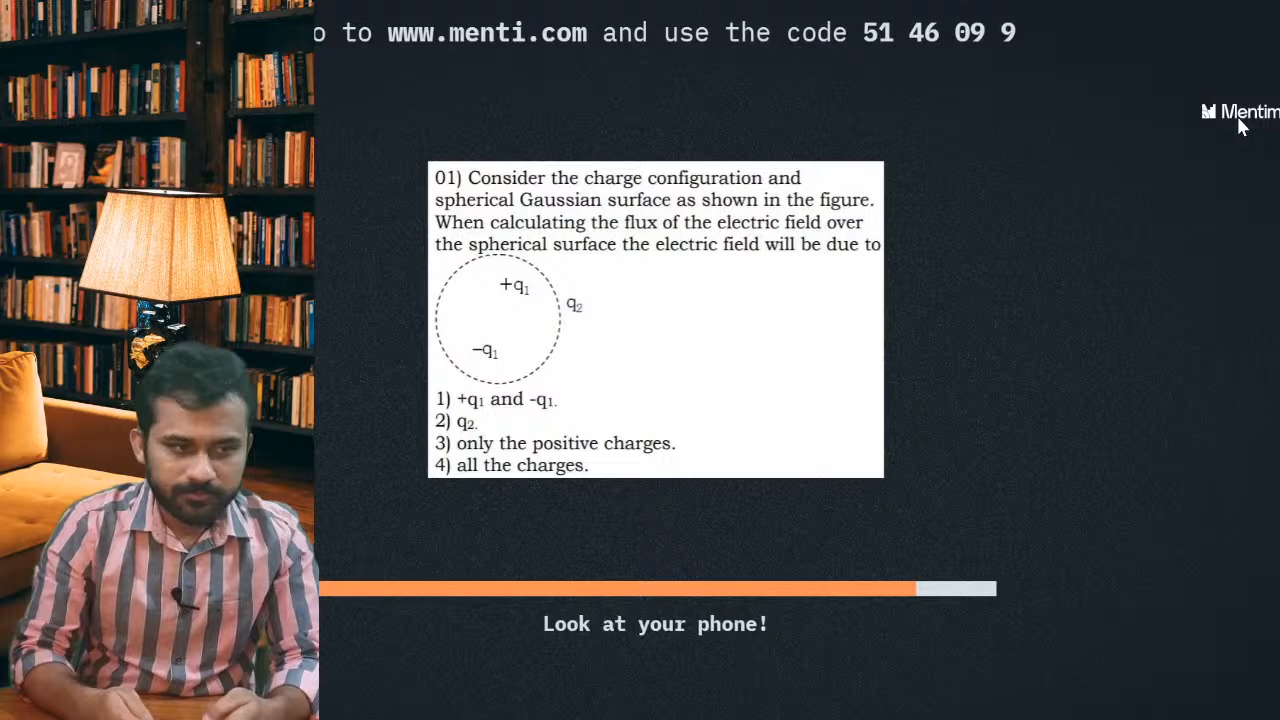 o to www.menti.com and use the code 51 46 09 9
Mentim
01) Consider the charge configuration and
spherical Gaussian surface as shown in the figure.
When calculating the flux of the electric field over
the spherical surface the electric field will be due to
+q₁
q₂
−q₁
1) +q₁ and -q₁.
2) q₂.
3) only the positive charges.
4) all the charges.
Look at your phone!